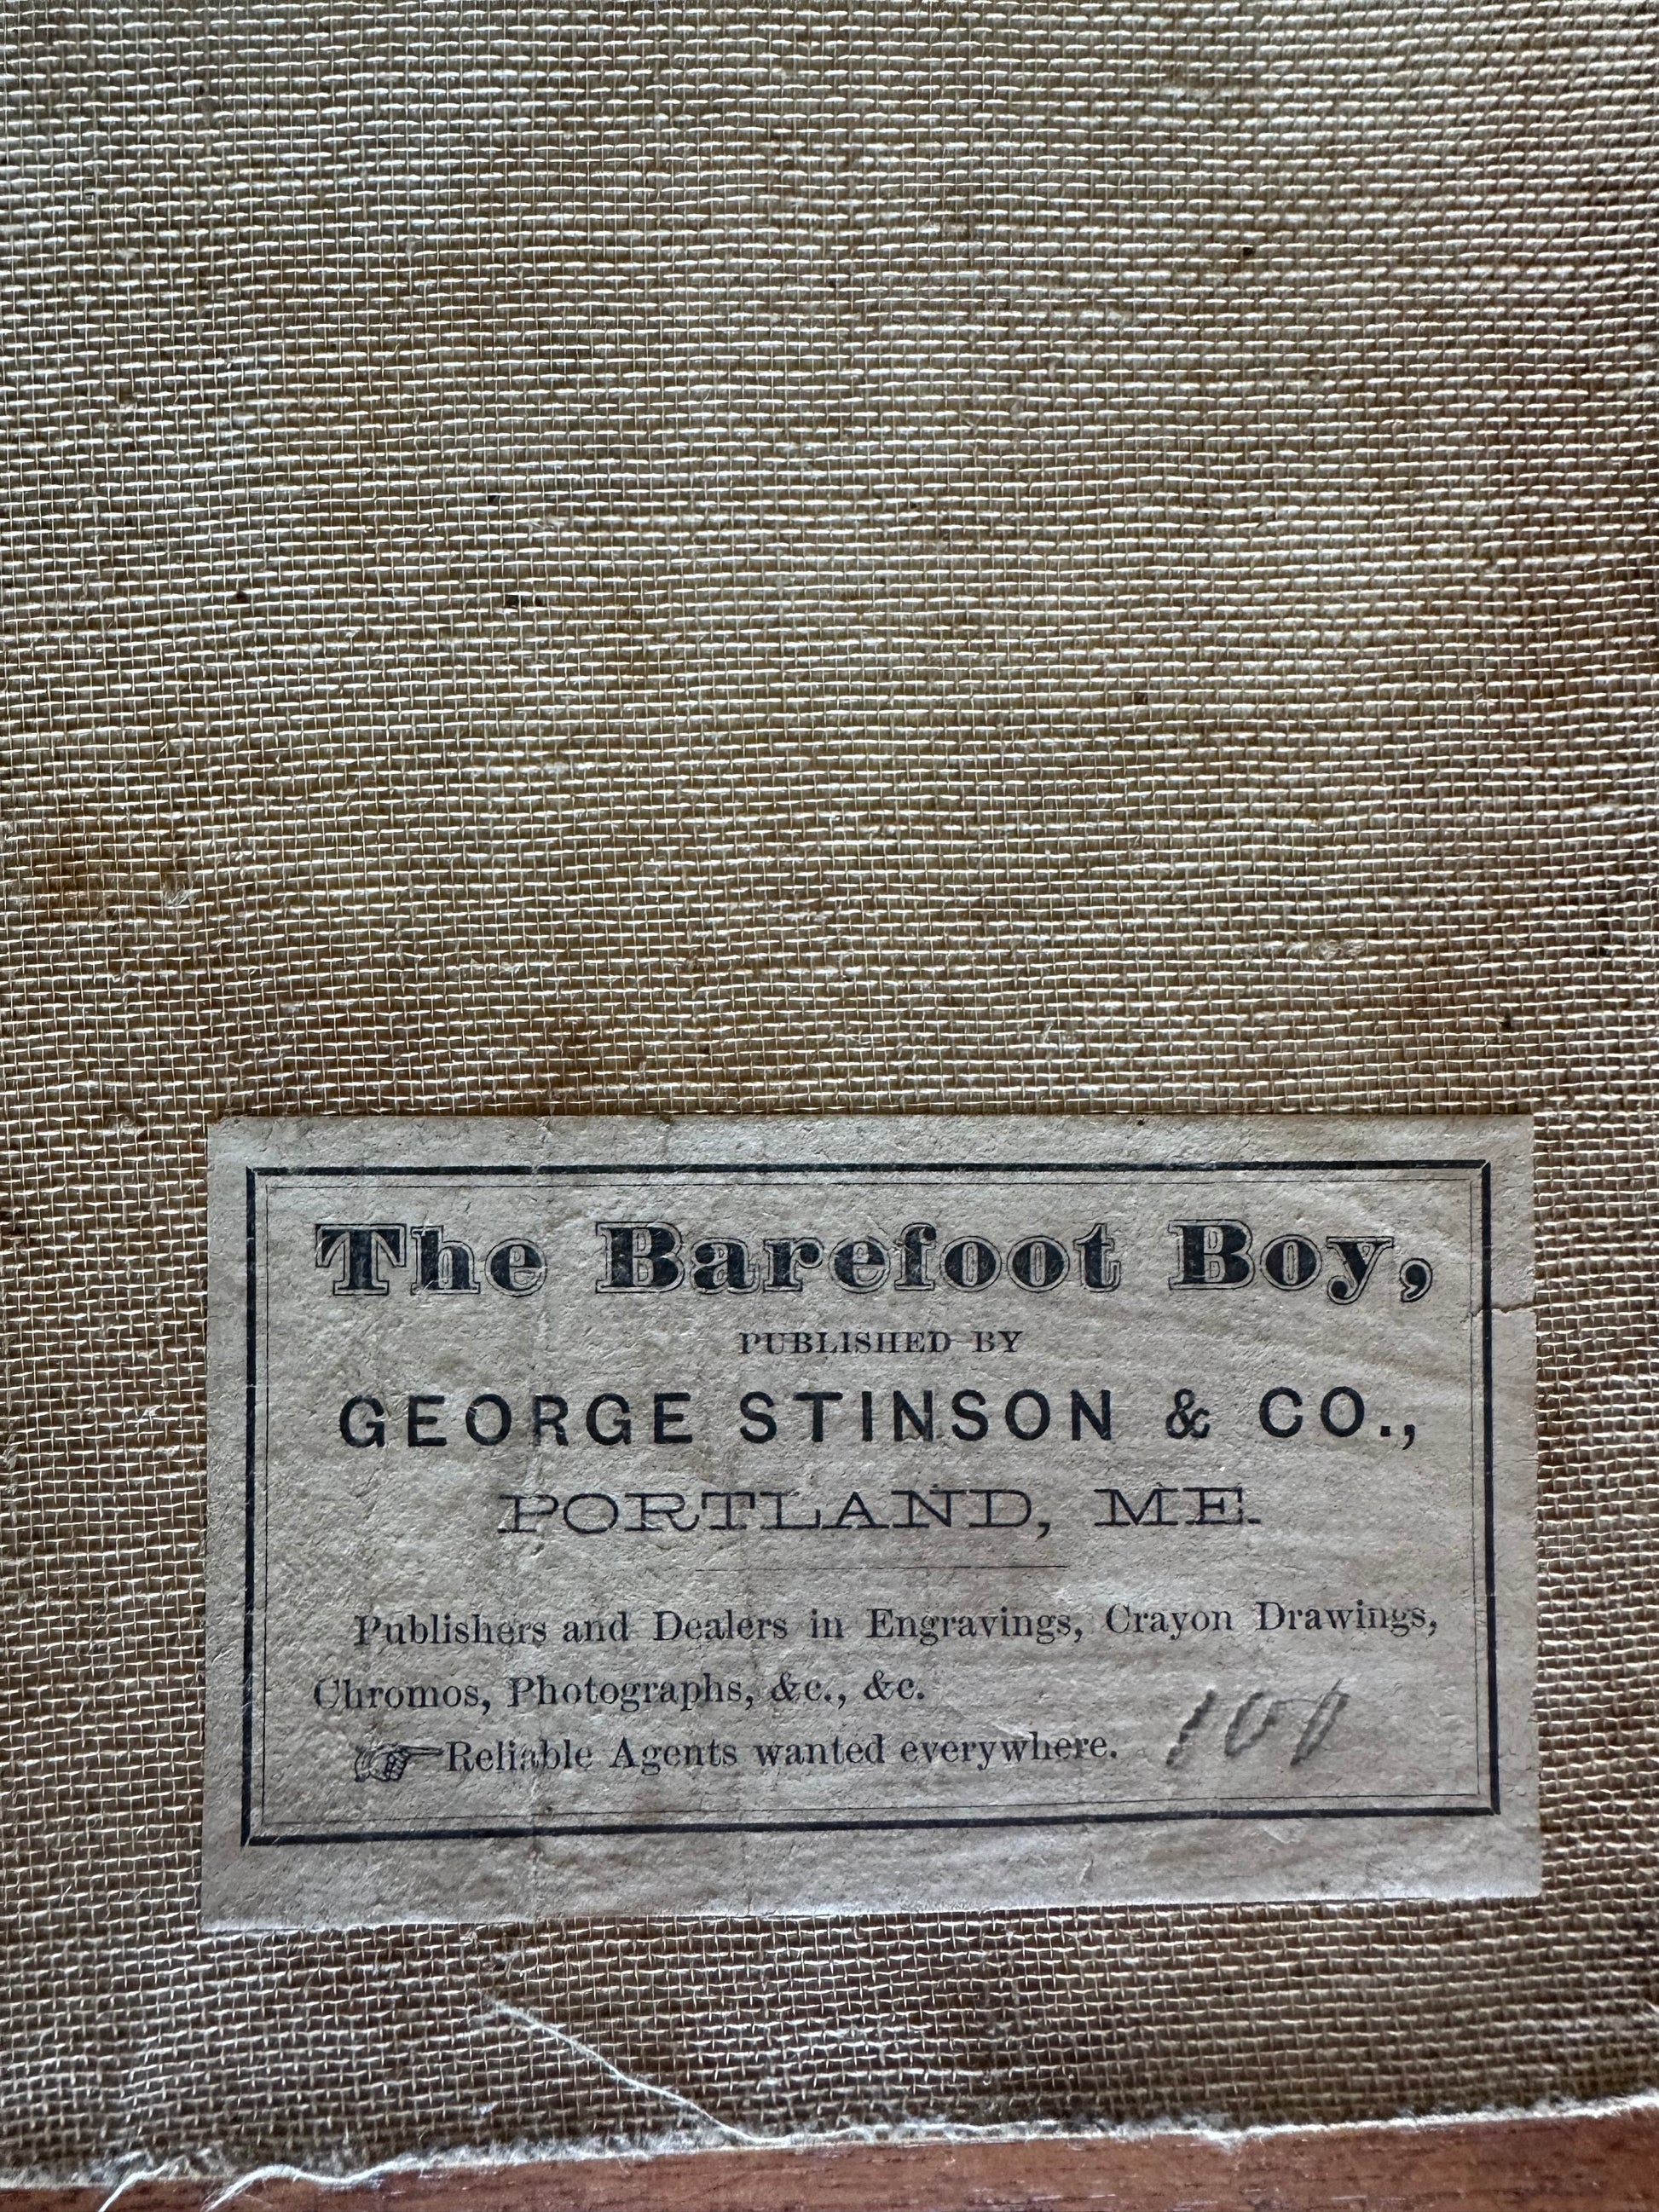 The Barefoot Boy,
PUBLISHED BY
GEORGE STINSON & CO.,
PORTLAND, ME.
Publishers and Dealers in Engravings, Crayon Drawings,
Chromos, Photographs, &c., &c.
☞Reliable Agents wanted everywhere. 100